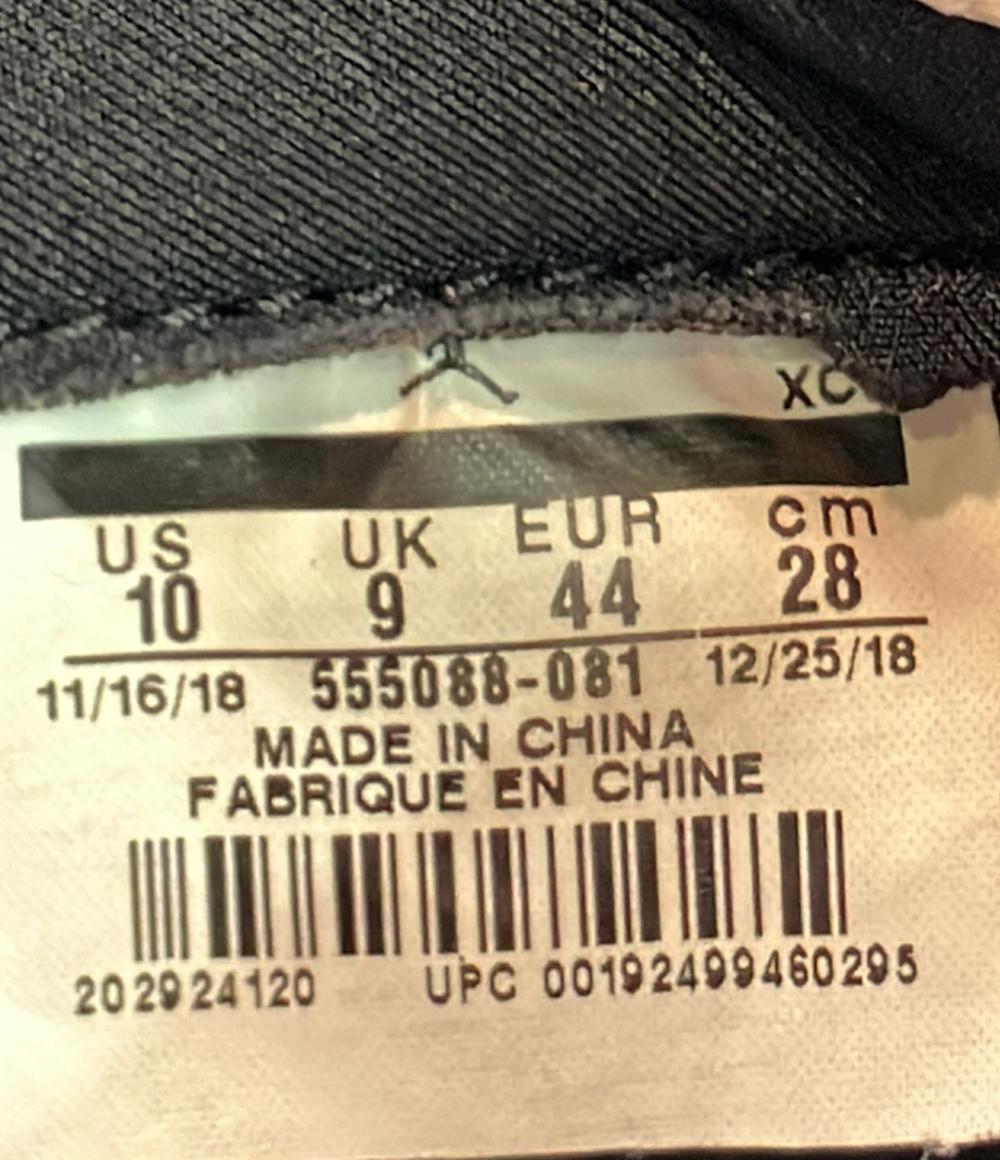 XC
US UK EUR cm
10 9 44 28
11/16/18 555088-081 12/25/18
MADE IN CHINA
FABRIQUE EN CHINE
202924120 UPC 00192499460295